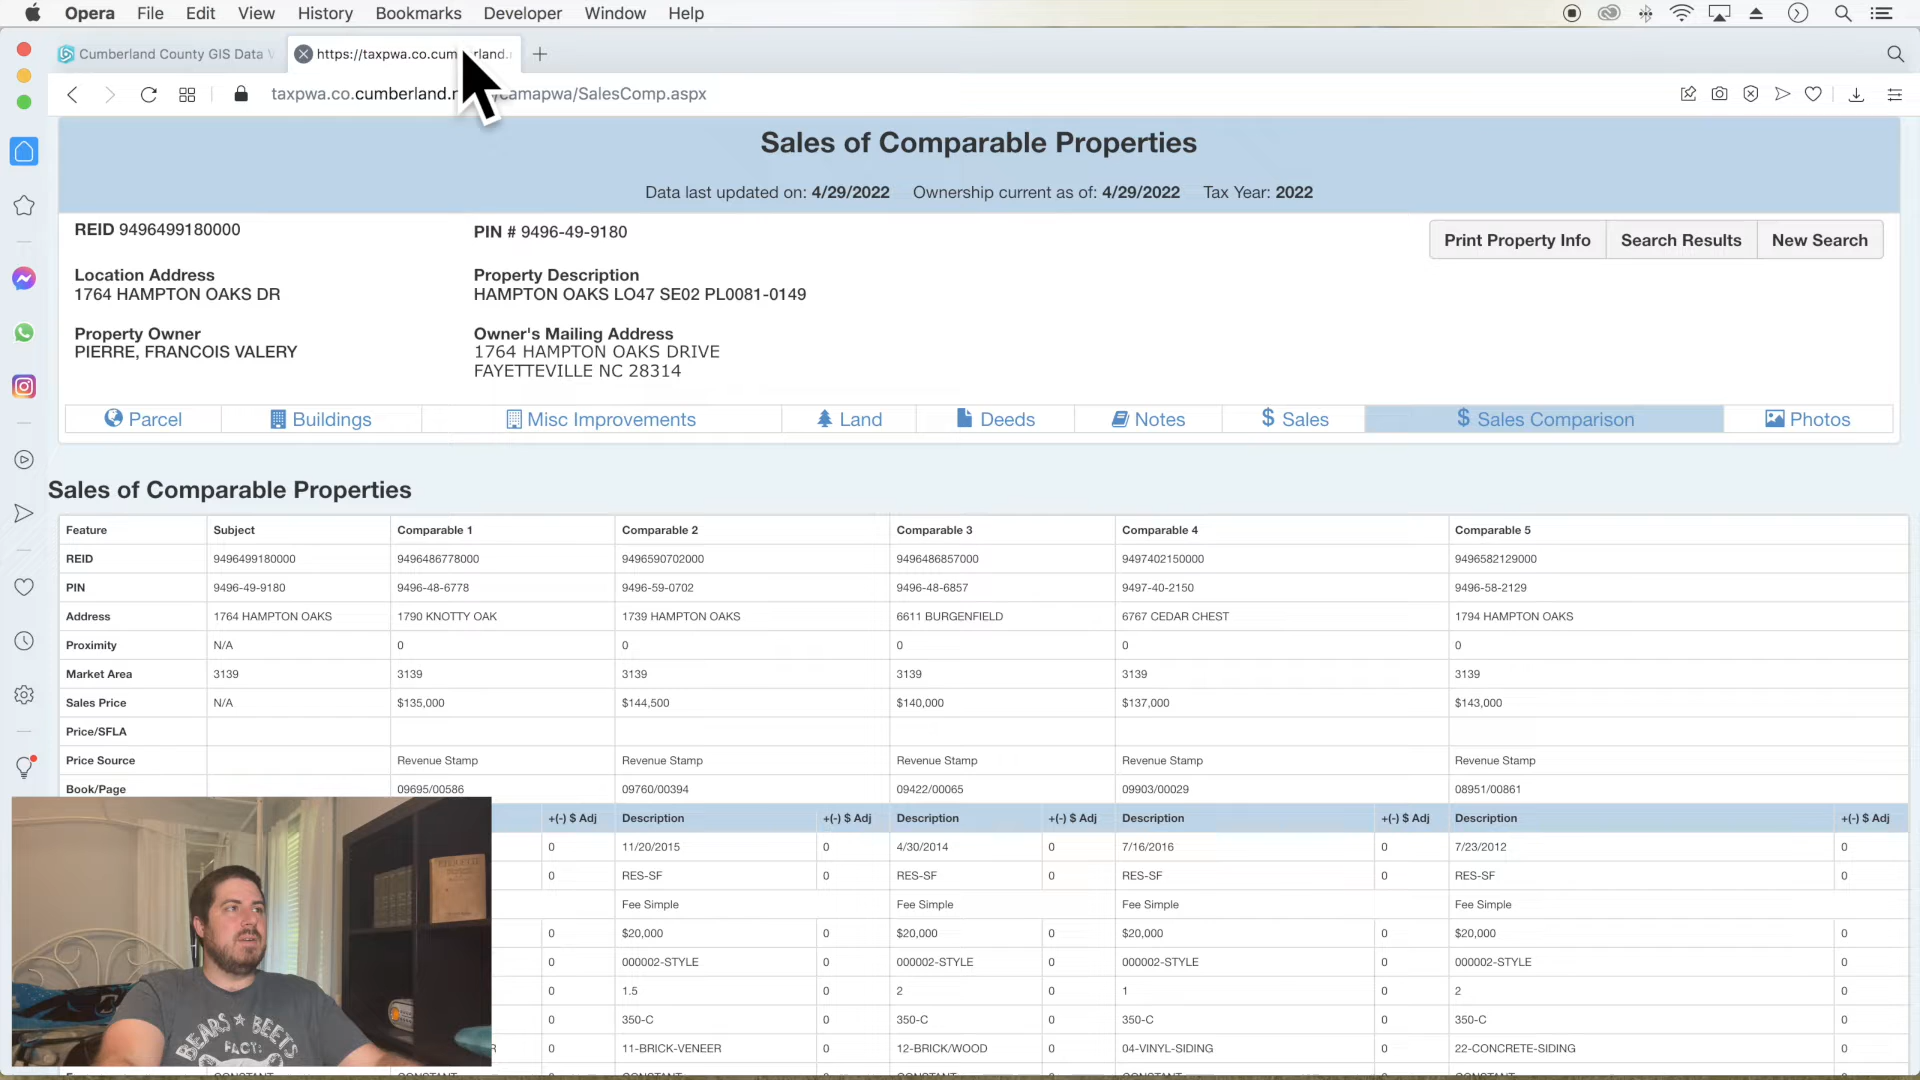 Opera File Edit View History Bookmarks Developer Window Help
Cumberland County GIS Data V
https://taxpwa.co.cumberland.
taxpwa.co.cumberland. camapwa/SalesComp.aspx
Sales of Comparable Properties
Data last updated on: 4/29/2022 Ownership current as of: 4/29/2022 Tax Year: 2022
REID 9496499180000 PIN # 9496-49-9180 Print Property Info Search Results New Search
Location Address Property Description
1764 HAMPTON OAKS DR HAMPTON OAKS LO47 SE02 PL0081-0149
Property Owner Owner's Mailing Address
PIERRE, FRANCOIS VALERY 1764 HAMPTON OAKS DRIVE
FAYETTEVILLE NC 28314
Parcel Buildings Misc Improvements Land Deeds Notes $ Sales $ Sales Comparison Photos
Sales of Comparable Properties
Feature Subject Comparable 1 Comparable 2 Comparable 3 Comparable 4 Comparable 5
REID 9496499180000 9496486778000 9496590702000 9496486857000 9497402150000 9496582129000
PIN 9496-49-9180 9496-48-6778 9496-59-0702 9496-48-6857 9497-40-2150 9496-58-2129
Address 1764 HAMPTON OAKS 1790 KNOTTY OAK 1739 HAMPTON OAKS 6611 BURGENFIELD 6767 CEDAR CHEST 1794 HAMPTON OAKS
Proximity N/A 0 0 0 0 0
Market Area 3139 3139 3139 3139 3139 3139
Sales Price N/A $135,000 $144,500 $140,000 $137,000 $143,000
Price/SFLA
Price Source Revenue Stamp Revenue Stamp Revenue Stamp Revenue Stamp Revenue Stamp
Book/Page 09695/00586 09760/00394 09422/00065 09903/00029 08951/00861
+(-) $ Adj Description +(-) $ Adj Description +(-) $ Adj Description +(-) $ Adj Description +(-) $ Adj
0 11/20/2015 0 4/30/2014 0 7/16/2016 0 7/23/2012 0
0 RES-SF 0 RES-SF 0 RES-SF 0 RES-SF 0
Fee Simple Fee Simple Fee Simple Fee Simple
0 $20,000 0 $20,000 0 $20,000 0 $20,000 0
0 000002-STYLE 0 000002-STYLE 0 000002-STYLE 0 000002-STYLE 0
0 1.5 0 2 0 1 0 2 0
0 350-C 0 350-C 0 350-C 0 350-C 0
R 0 11-BRICK-VENEER 0 12-BRICK/WOOD 0 04-VINYL-SIDING 0 22-CONCRETE-SIDING 0
BEARS ★ BEETS
FACT: